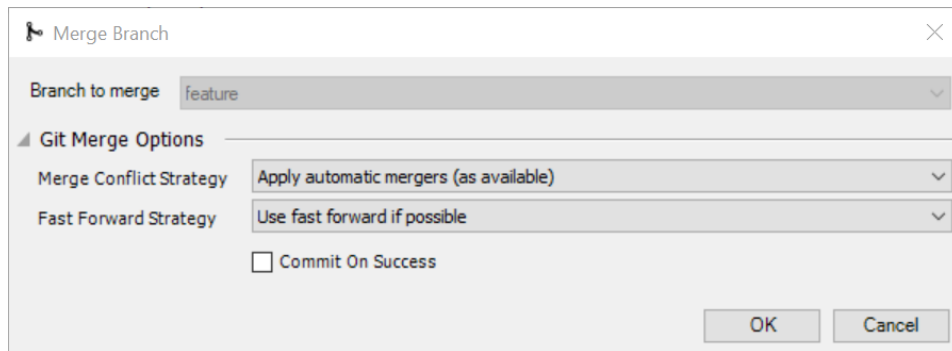 Merge Branch
Branch to merge feature
Git Merge Options
Merge Conflict Strategy Apply automatic mergers (as available)
Fast Forward Strategy Use fast forward if possible
Commit On Success
OK Cancel